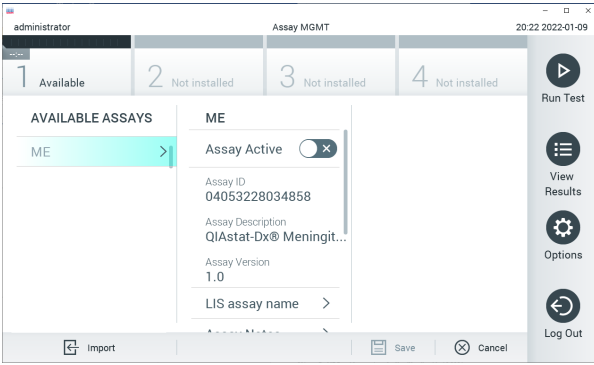 administrator Assay MGMT 20:22 2022-01-09
--:--
1 Available 2 Not installed 3 Not installed 4 Not installed
Run Test
AVAILABLE ASSAYS
ME
ME
Assay Active
Assay ID
04053228034858
Assay Description
QIAstat-Dx® Meningit...
Assay Version
1.0
LIS assay name
Assay Notes
View
Results
Options
Log Out
Import
Save
Cancel